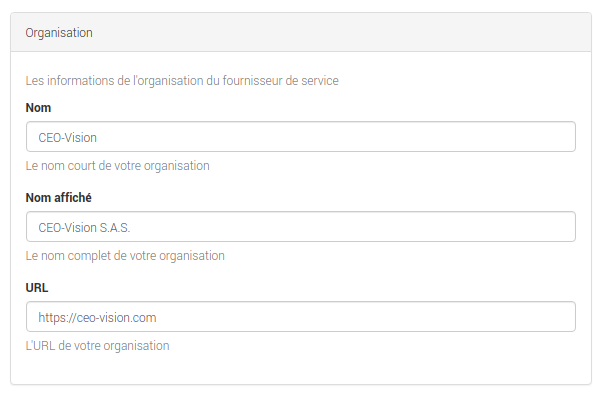 Organisation
Les informations de l'organisation du fournisseur de service
Nom
CEO-Vision
Le nom court de votre organisation
Nom affiché
CEO-Vision S.A.S.
Le nom complet de votre organisation
URL
https://ceo-vision.com
L'URL de votre organisation